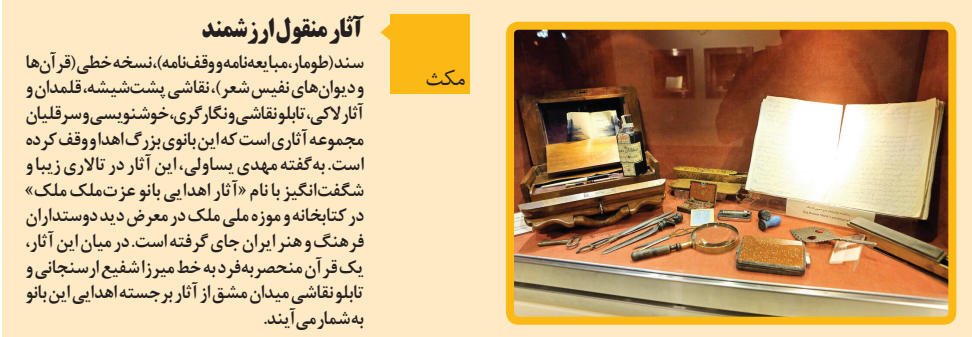 مکث
آثار منقول ارزشمند
سند(طومار،مبایعه‌نامه و وقف‌نامه)،نسخه خطی(قرآن‌ها
و دیوان‌های نفیس شعر)، نقاشی پشت شیشه، قلمدان و
آثار لاکی، تابلو نقاشی و نگارگری، خوشنویسی و سرقلیان
مجموعه آثاری است که این بانوی بزرگ اهدا و وقف کرده
است. به گفته مهدی یساولی، این آثار در تالاری زیبا و
شگفت‌انگیز با نام «آثار اهدایی بانو عزت‌ملک ملک»
در کتابخانه و موزه ملی ملک در معرض دید دوستداران
فرهنگ و هنر ایران جای گرفته است. در میان این آثار،
یک قرآن منحصربه‌فرد به خط میرزا شفیع ارسنجانی و
تابلو نقاشی میدان مشق از آثار برجسته اهدایی این بانو
به شمار می‌آیند.